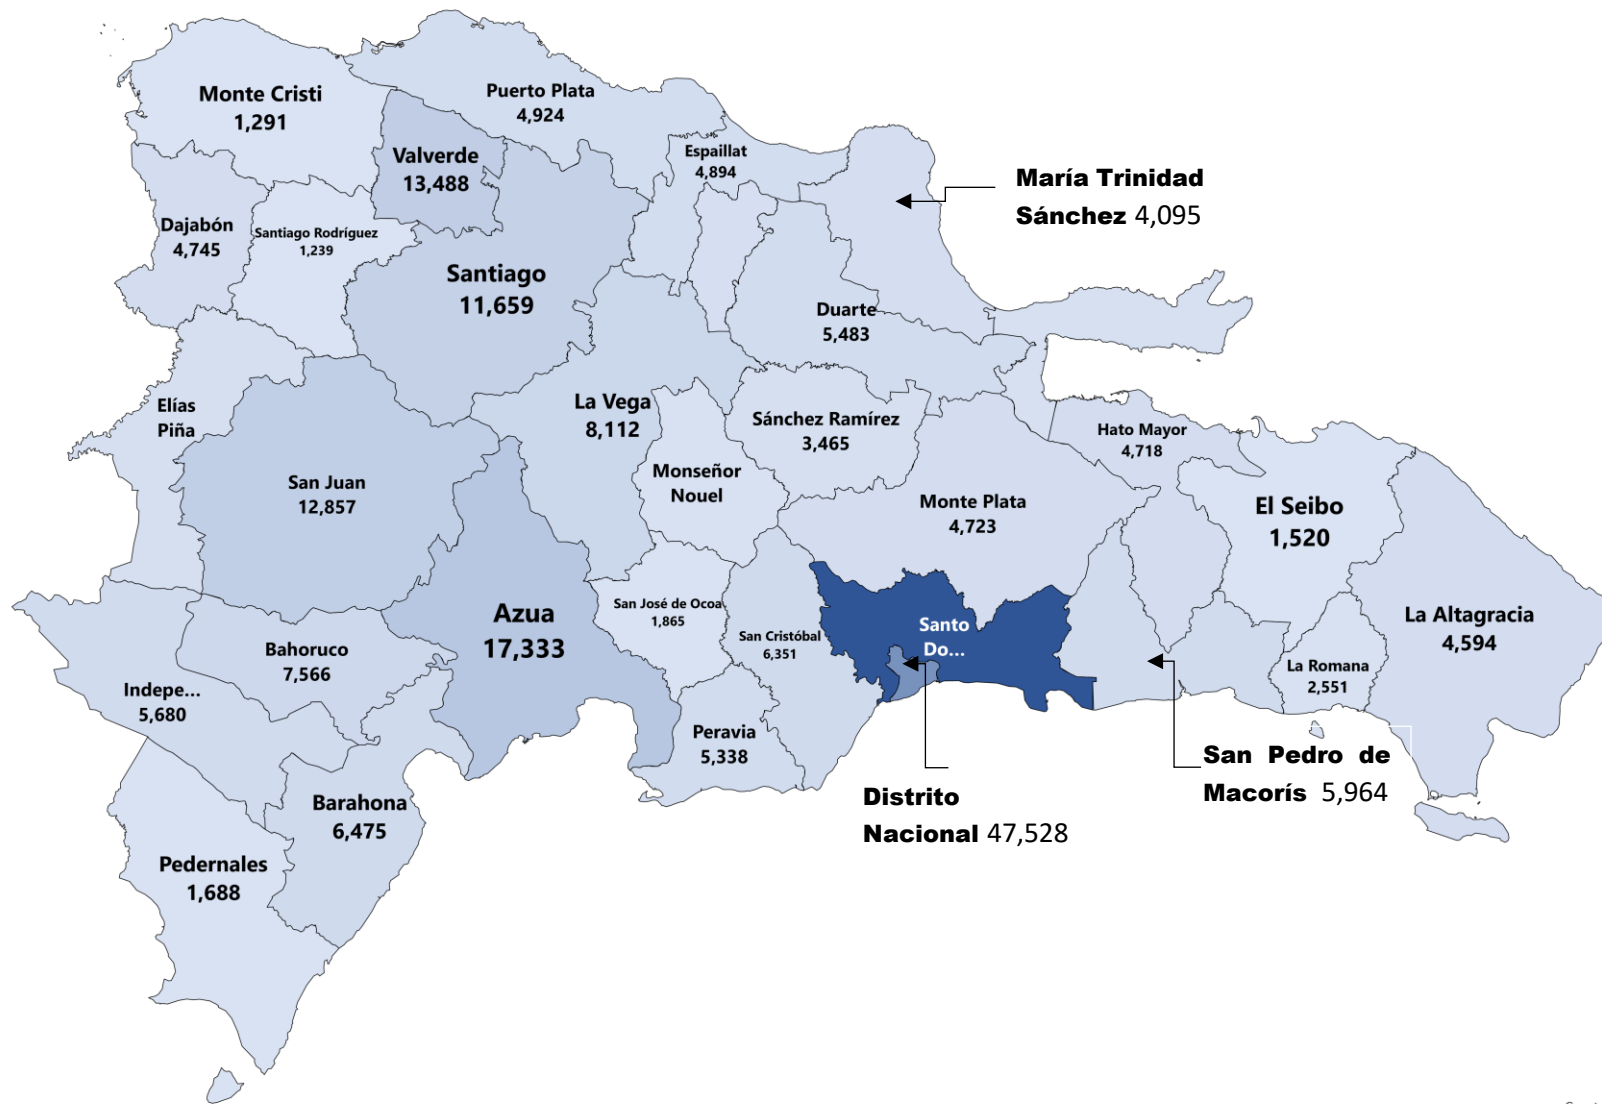 Monte Cristi
1,291
Puerto Plata
4,924
Valverde
13,488
Espaillat
4,894
María Trinidad
Sánchez 4,095
Dajabón
4,745
Santiago Rodríguez
1,239
Santiago
11,659
Duarte
5,483
Elías
Piña
La Vega
8,112
Sánchez Ramírez
3,465
Hato Mayor
4,718
San Juan
12,857
Monseñor
Nouel
Monte Plata
4,723
El Seibo
1,520
Azua
17,333
San José de Ocoa
1,865
San Cristóbal
6,351
Santo
Do...
La Altagracia
4,594
Bahoruco
7,566
La Romana
2,551
Indepe...
5,680
Peravia
5,338
San Pedro de
Macorís 5,964
Distrito
Nacional 47,528
Barahona
6,475
Pedernales
1,688